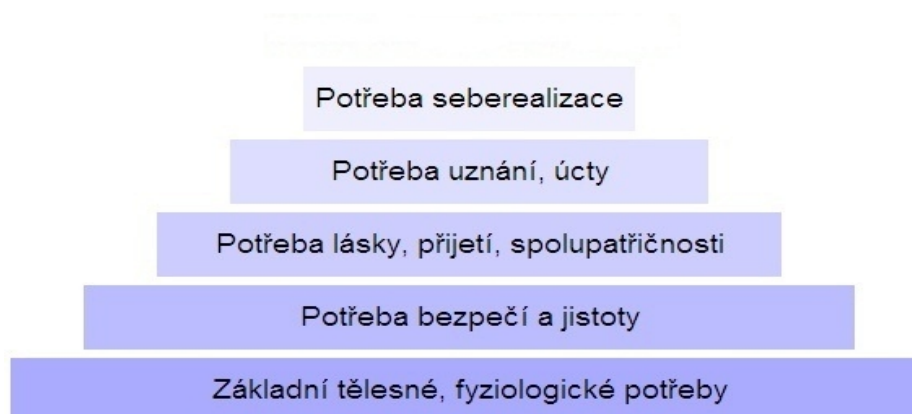 Potřeba seberealizace
Potřeba uznání, úcty
Potřeba lásky, přijetí, spolupatřičnosti
Potřeba bezpečí a jistoty
Základní tělesné, fyziologické potřeby